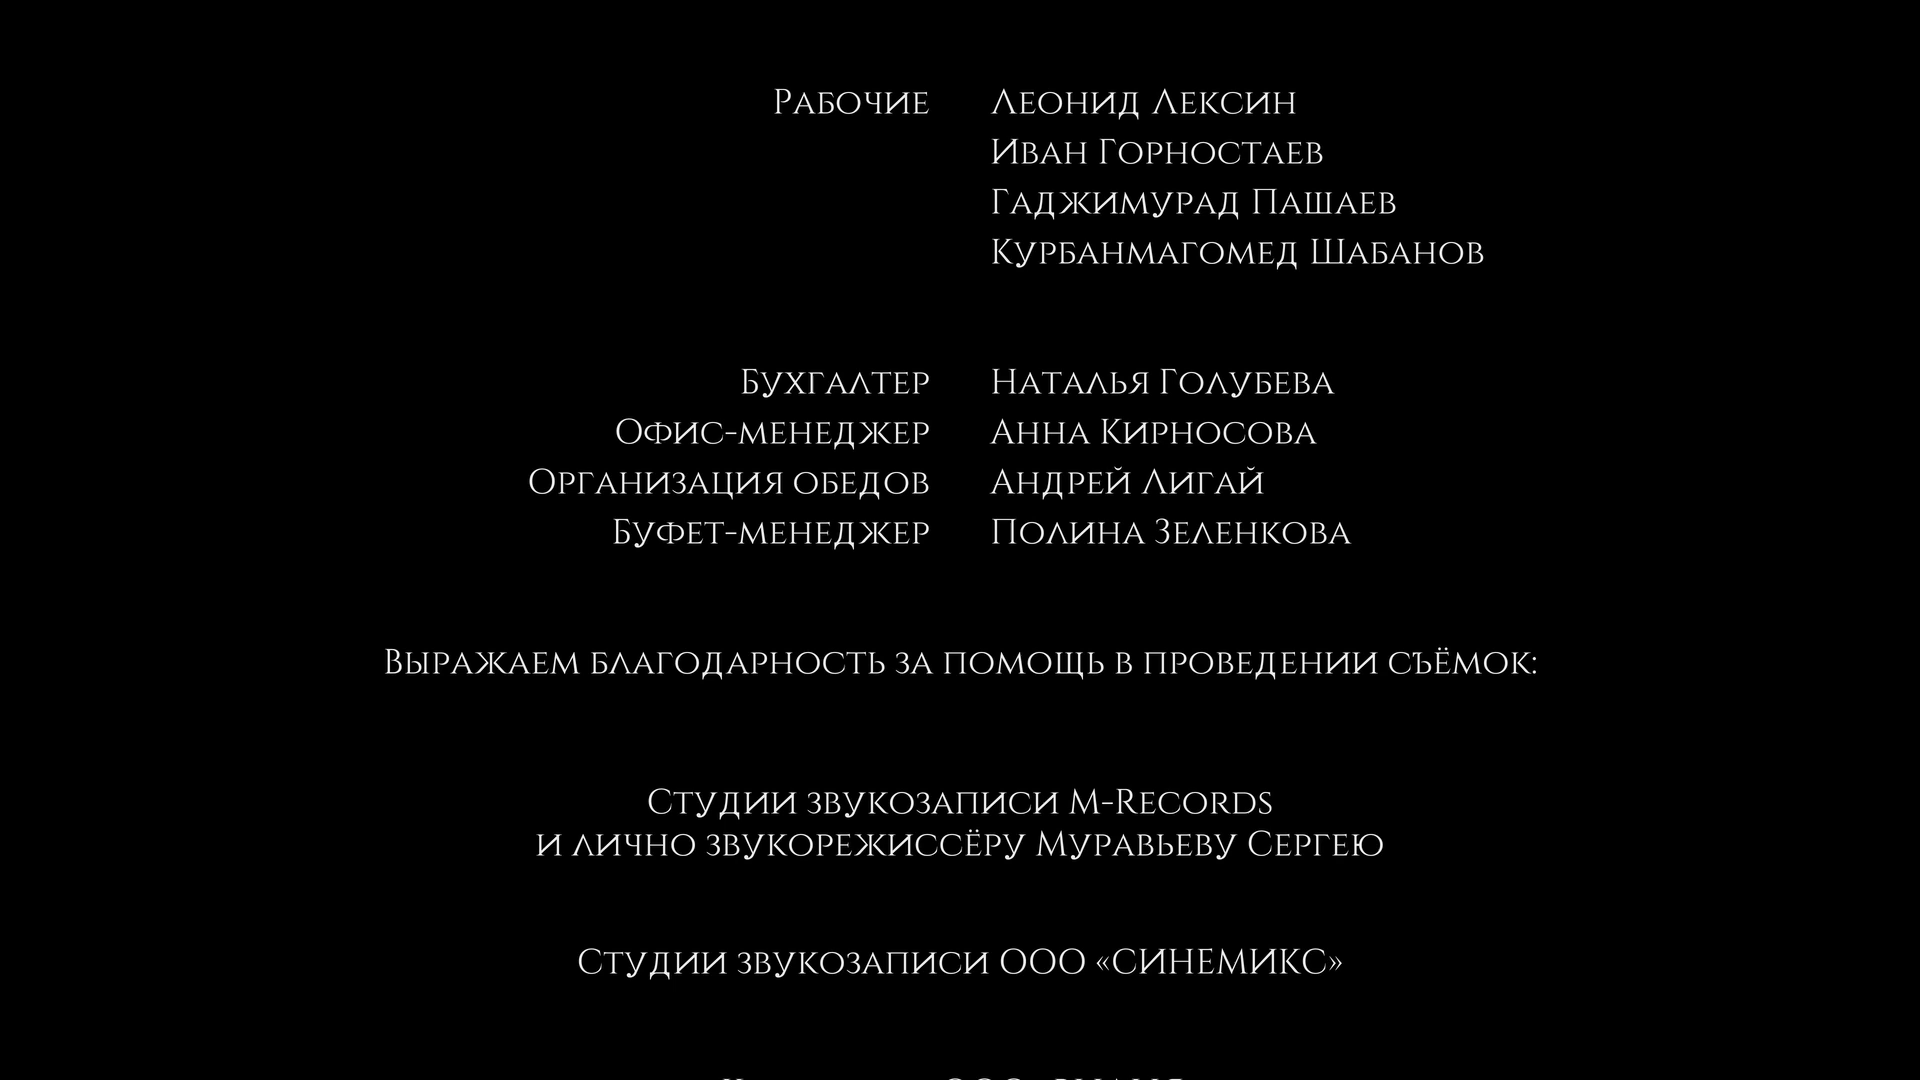 Рабочие Леонид Лексин
Иван Горностаев
Гаджимурад Пашаев
Курбанмагомед Шабанов
Бухгалтер Наталья Голубева
Офис-менеджер Анна Кирносова
Организация обедов Андрей Лигай
Буфет-менеджер Полина Зеленкова
Выражаем благодарность за помощь в проведении съёмок:
Студии звукозаписи M-Records
и лично звукорежиссёру Муравьеву Сергею
Студии звукозаписи ООО «СИНЕМИКС»